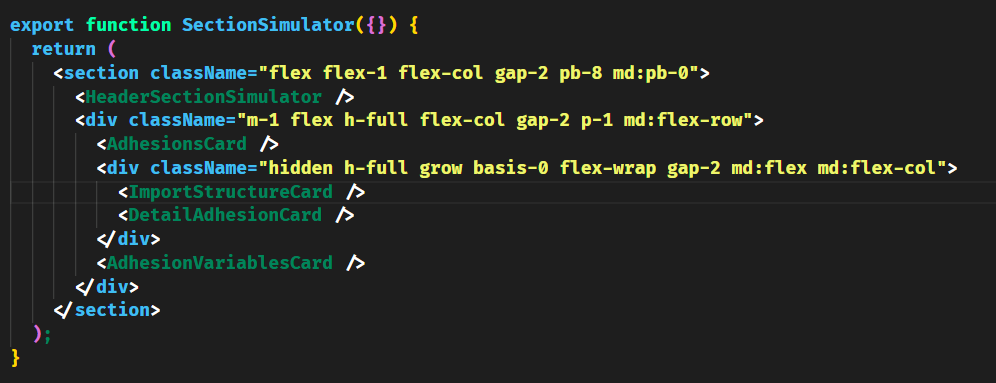 export function SectionSimulator({}) {
return (
<section className="flex flex-1 flex-col gap-2 pb-8 md:pb-0">
<HeaderSectionSimulator />
<div className="m-1 flex h-full flex-col gap-2 p-1 md:flex-row">
<AdhesionsCard />
<div className="hidden h-full grow basis-0 flex-wrap gap-2 md:flex md:flex-col">
<ImportStructureCard />
<DetailAdhesionCard />
</div>
<AdhesionVariablesCard />
</div>
</section>
);
}